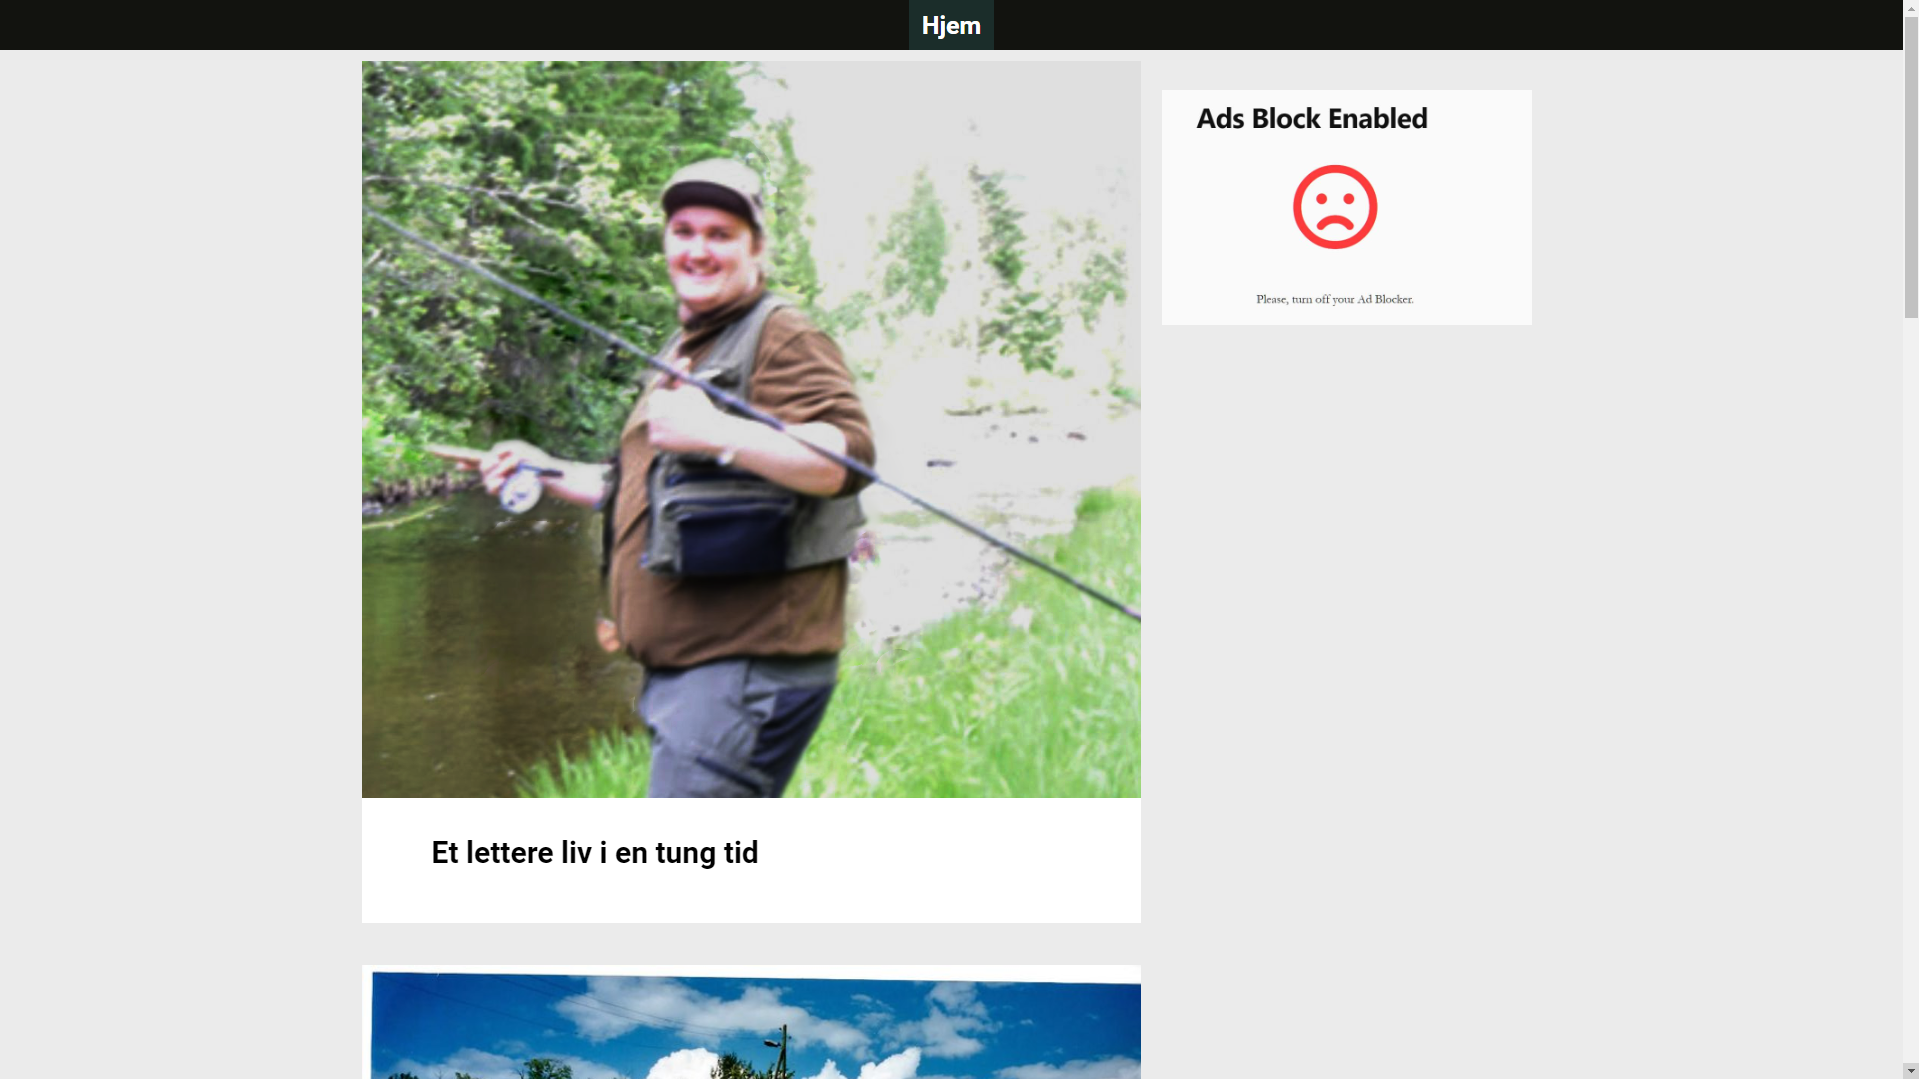 Hjem
Ads Block Enabled
Please, turn off your Ad Blocker.
Et lettere liv i en tung tid